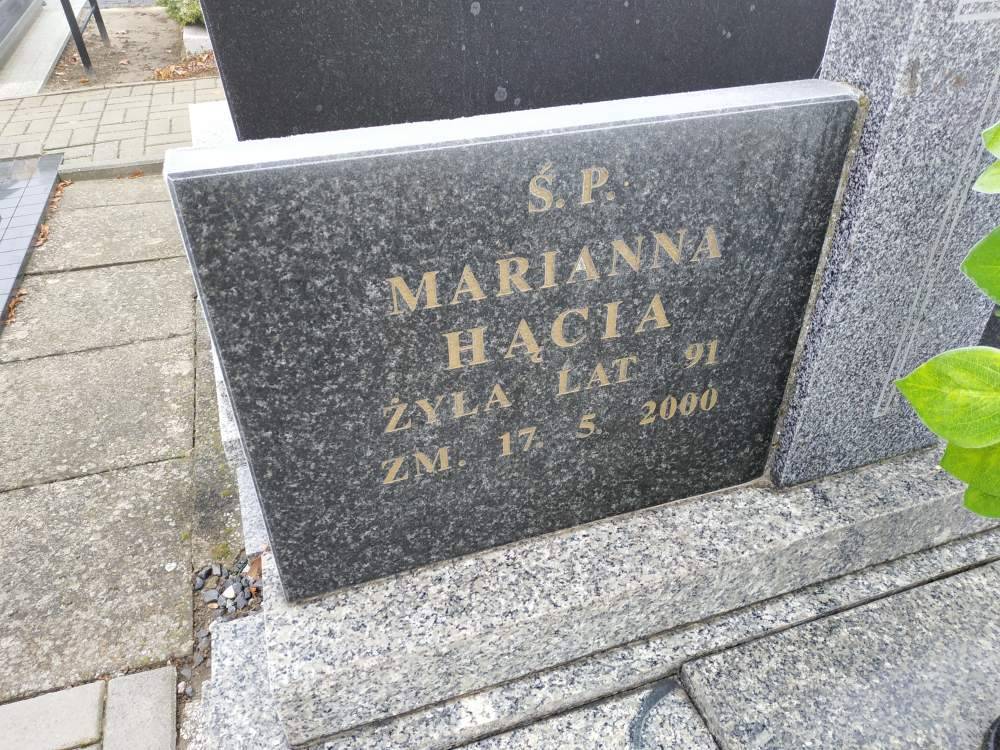 Ś. P.
MARIANNA
HĄCIA
ŻYŁA LAT 91
ZM. 17. 5. 2000